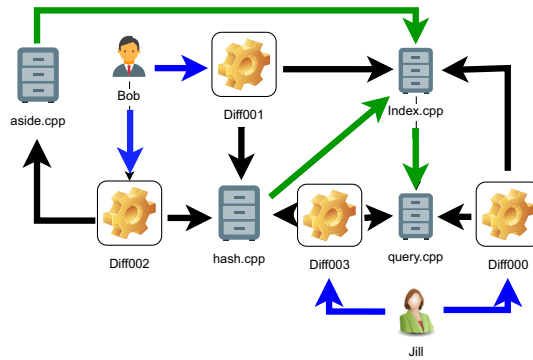 Bob
aside.cpp
Diff001
Index.cpp
Diff002
hash.cpp
Diff003
query.cpp
Diff000
Jill